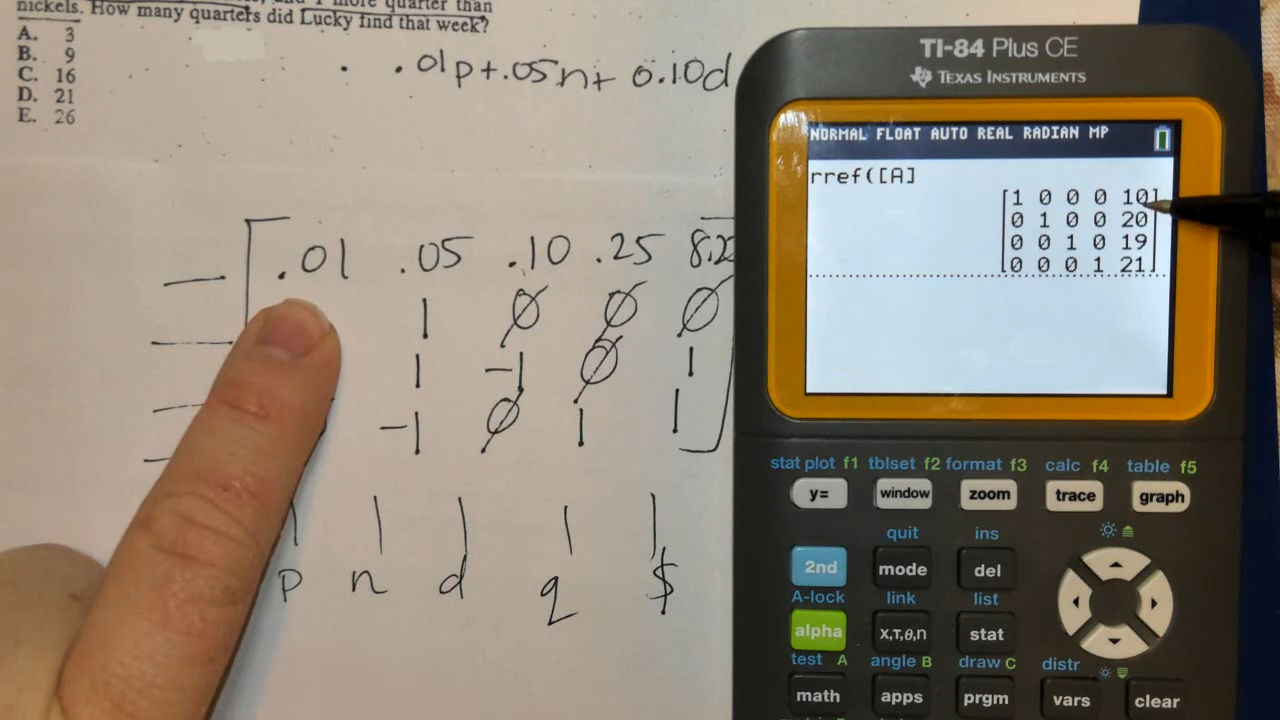 more quarter than
nickels. How many quarters did Lucky find that week?
A. 3
B. 9
C. 16
D. 21
E. 26
.01p+.05n+ 0.10d
.01 .05 .10 .25
1 0 0 0
1 -1 0 1
-1 0 1 1
p n d q $
TI-84 Plus CE
TEXAS INSTRUMENTS
NORMAL FLOAT AUTO REAL RADIAN MP
rref([A]
1 0 0 0 10
0 1 0 0 20
0 0 1 0 19
0 0 0 1 21
stat plot f1 tblset f2 format f3 calc f4 table f5
y= window zoom trace graph
quit ins
2nd mode del
A-lock link list
alpha X,T,θ,n stat
test A angle B draw C distr
math apps prgm vars clear